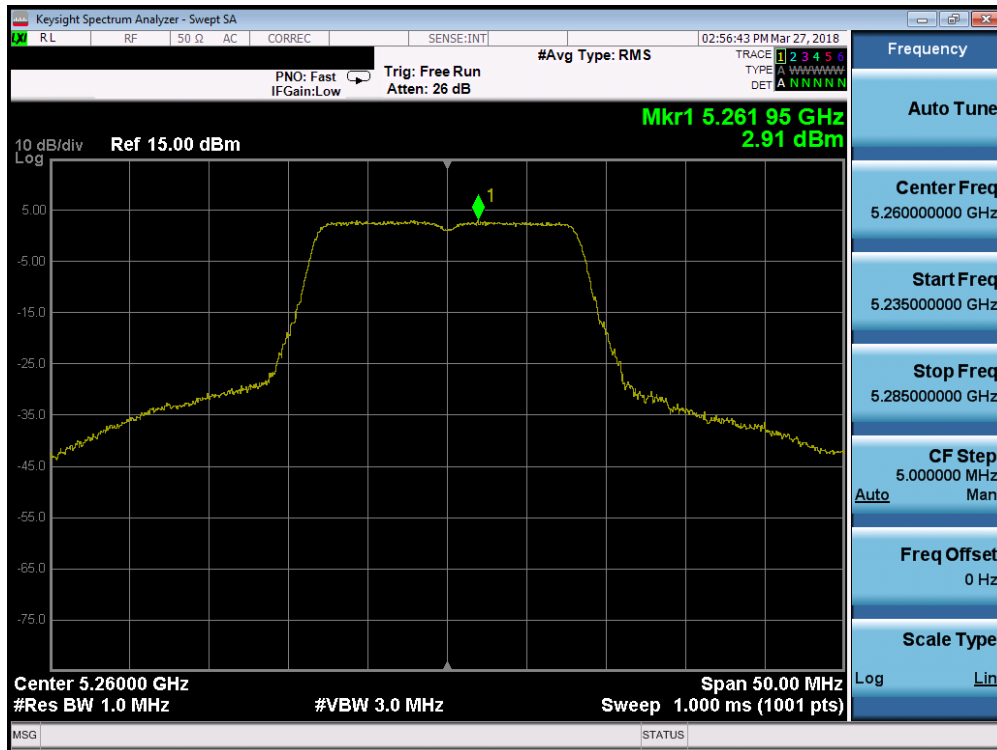 Keysight Spectrum Analyzer - Swept SA
LXI RL RF 50 Ω AC CORREC SENSE:INT 02:56:43 PM Mar 27, 2018
#Avg Type: RMS
TRACE 1 2 3 4 5 6
TYPE A WWWWW
DET A N N N N N
PNO: Fast
IFGain:Low
Trig: Free Run
Atten: 26 dB
Mkr1 5.261 95 GHz
2.91 dBm
10 dB/div
Log
Ref 15.00 dBm
1
5.00
-5.00
-15.0
-25.0
-35.0
-45.0
-55.0
-65.0
-75.0
Center 5.26000 GHz
Span 50.00 MHz
#Res BW 1.0 MHz
#VBW 3.0 MHz
Sweep 1.000 ms (1001 pts)
MSG
STATUS
Frequency
Auto Tune
Center Freq
5.260000000 GHz
Start Freq
5.235000000 GHz
Stop Freq
5.285000000 GHz
CF Step
5.000000 MHz
Auto Man
Freq Offset
0 Hz
Scale Type
Log Lin